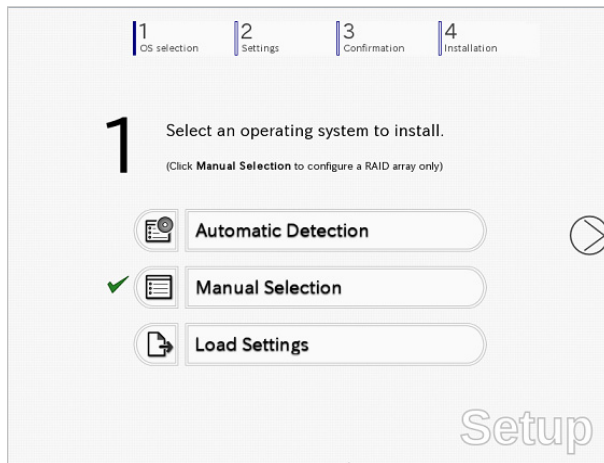 1 2 3 4
OS selection Settings Confirmation Installation
1 Select an operating system to install.
(Click Manual Selection to configure a RAID array only)
Automatic Detection
Manual Selection
Load Settings
Setup